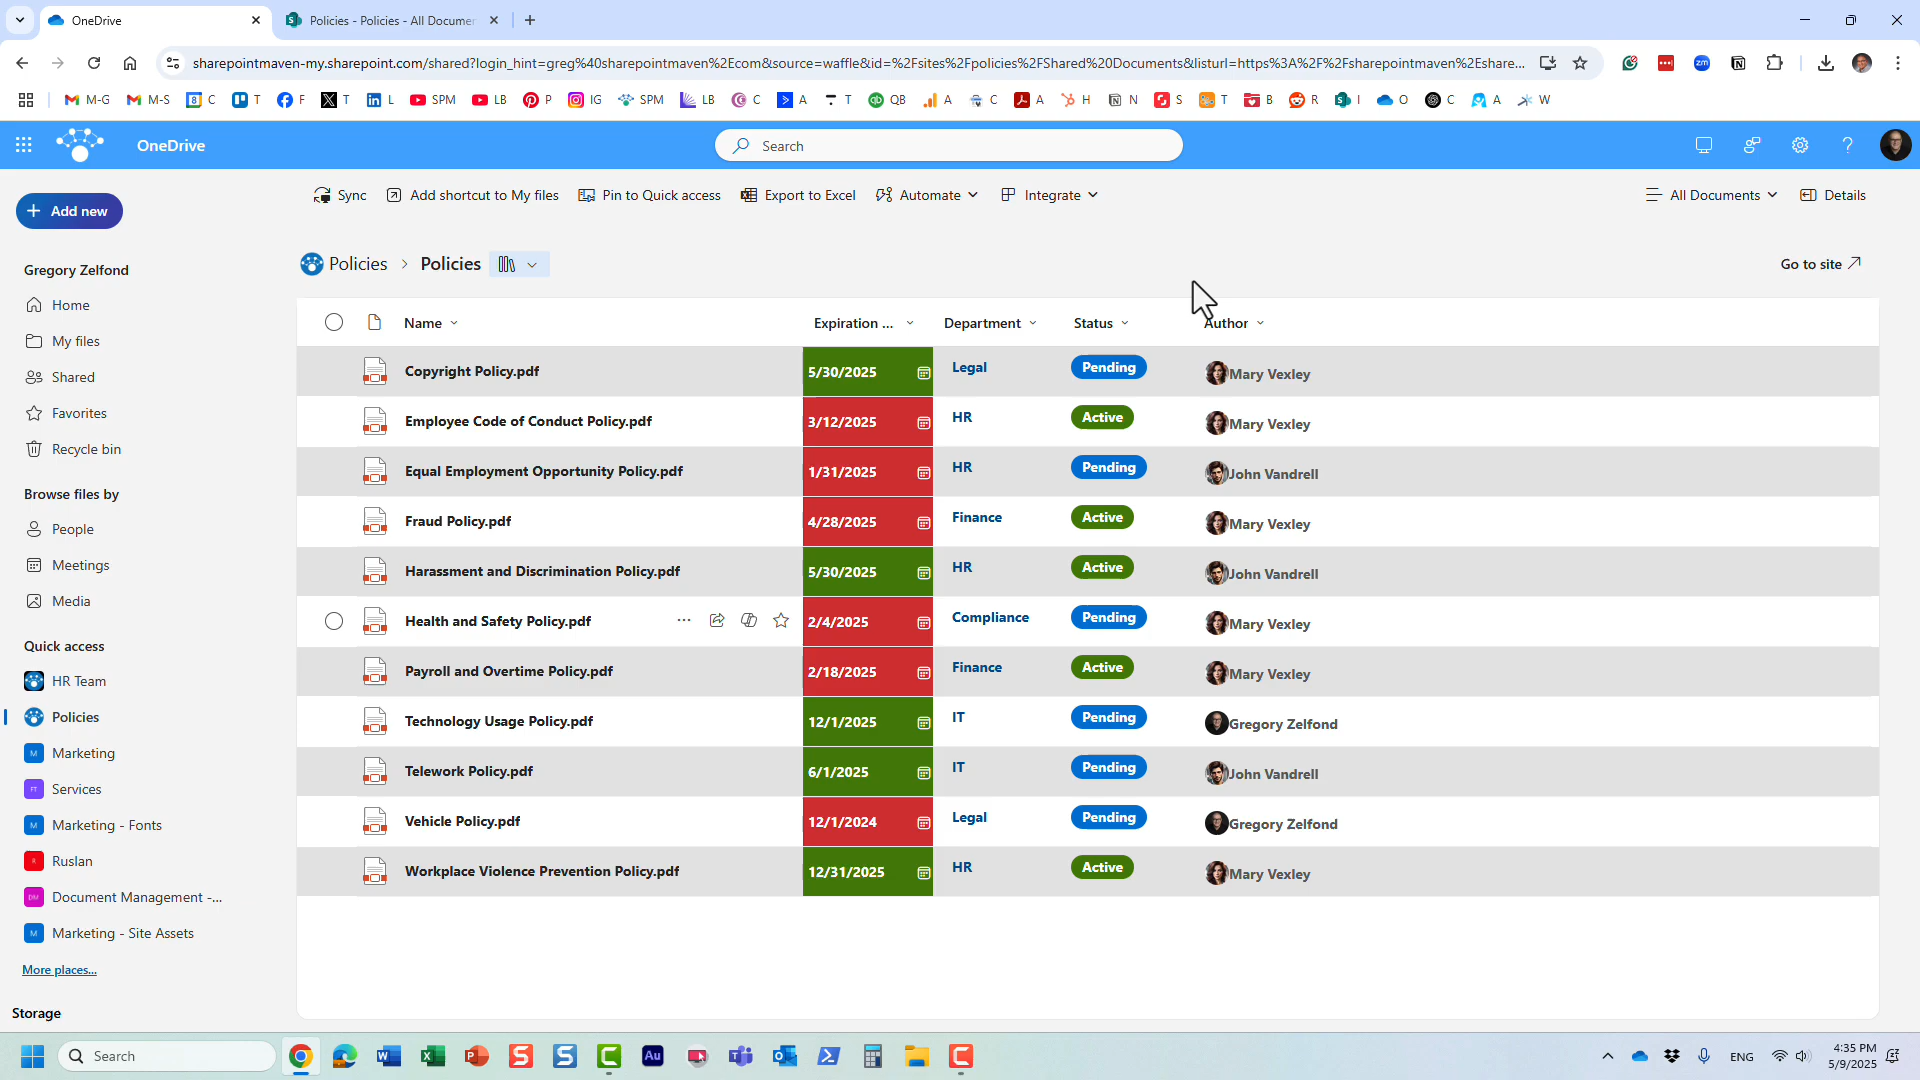 OneDrive
Policies - Policies - All Documer
sharepointmaven-my.sharepoint.com/shared?login_hint=greg%40sharepointmaven%2Ecom&source=waffle&id=%2Fsites%2Fpolicies%2FShared%20Documents&listurl=https%3A%2F%2Fsharepointmaven%2Eshare...
M-G M-S C T F T L SPM LB P IG SPM LB C A T QB A C A H N S T B R I O C A W
OneDrive
Search
Add new
Sync Add shortcut to My files Pin to Quick access Export to Excel Automate Integrate All Documents Details
Gregory Zelfond
Home
My files
Shared
Favorites
Recycle bin
Browse files by
People
Meetings
Media
Quick access
HR Team
Policies
M Marketing
FT Services
M Marketing - Fonts
R Ruslan
DM Document Management -...
M Marketing - Site Assets
More places...
Storage
Policies > Policies
Go to site
Name Expiration ... Department Status Author
Copyright Policy.pdf 5/30/2025 Legal Pending Mary Vexley
Employee Code of Conduct Policy.pdf 3/12/2025 HR Active Mary Vexley
Equal Employment Opportunity Policy.pdf 1/31/2025 HR Pending John Vandrell
Fraud Policy.pdf 4/28/2025 Finance Active Mary Vexley
Harassment and Discrimination Policy.pdf 5/30/2025 HR Active John Vandrell
Health and Safety Policy.pdf 2/4/2025 Compliance Pending Mary Vexley
Payroll and Overtime Policy.pdf 2/18/2025 Finance Active Mary Vexley
Technology Usage Policy.pdf 12/1/2025 IT Pending Gregory Zelfond
Telework Policy.pdf 6/1/2025 IT Pending John Vandrell
Vehicle Policy.pdf 12/1/2024 Legal Pending Gregory Zelfond
Workplace Violence Prevention Policy.pdf 12/31/2025 HR Active Mary Vexley
Search
ENG
4:35 PM
5/9/2025